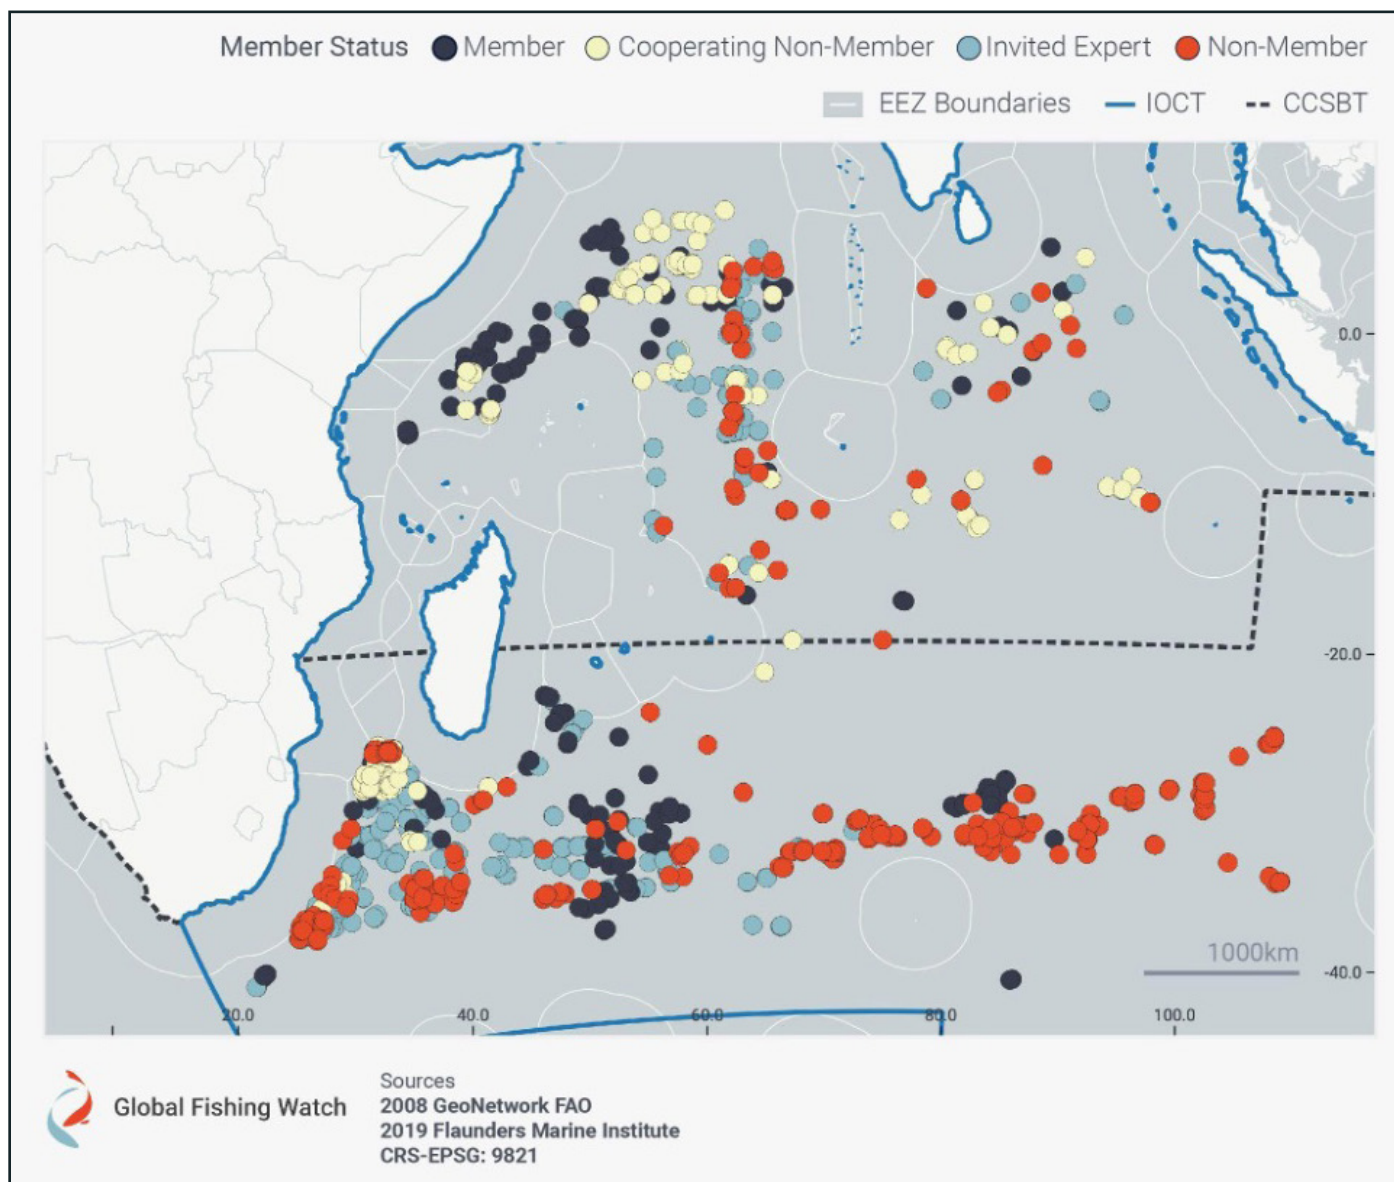 Member Status Member Cooperating Non-Member Invited Expert Non-Member
EEZ Boundaries IOCT CCSBT
0.0
-20.0
1000km
-40.0
20.0 40.0 60.0 80.0 100.0
Sources
Global Fishing Watch
2008 GeoNetwork FAO
2019 Flaunders Marine Institute
CRS-EPSG: 9821